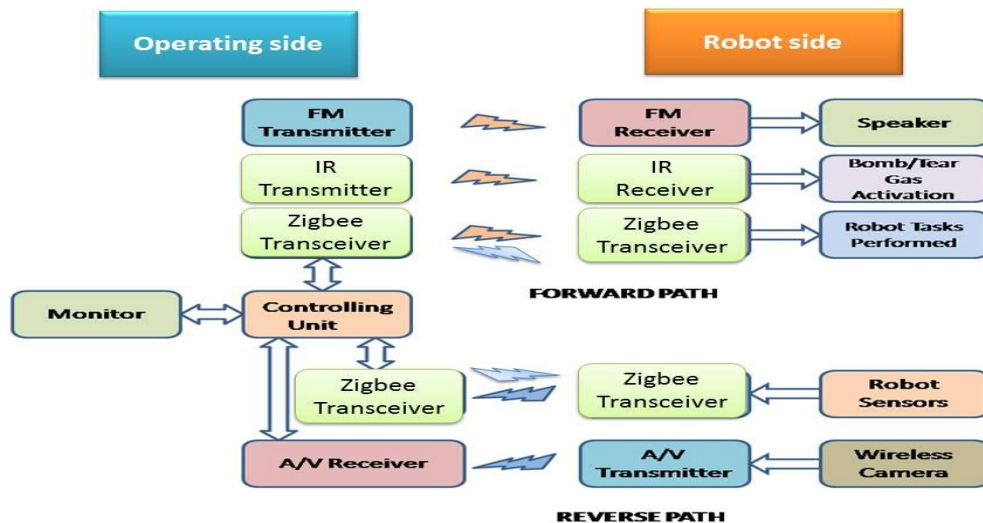 Operating side
Robot side
FM
Transmitter
FM
Receiver
Speaker
IR
Transmitter
IR
Receiver
Bomb/Tear
Gas
Activation
Zigbee
Transceiver
Zigbee
Transceiver
Robot Tasks
Performed
FORWARD PATH
Monitor
Controlling
Unit
Zigbee
Transceiver
Zigbee
Transceiver
Robot
Sensors
A/V Receiver
A/V
Transmitter
Wireless
Camera
REVERSE PATH